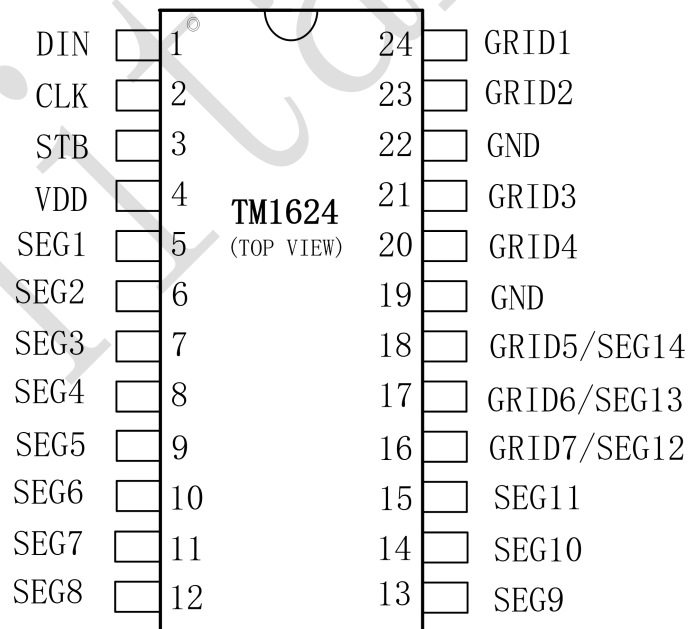 DIN 1 24 GRID1
CLK 2 23 GRID2
STB 3 22 GND
VDD 4 21 GRID3
TM1624
SEG1 5 (TOP VIEW) 20 GRID4
SEG2 6 19 GND
SEG3 7 18 GRID5/SEG14
SEG4 8 17 GRID6/SEG13
SEG5 9 16 GRID7/SEG12
SEG6 10 15 SEG11
SEG7 11 14 SEG10
SEG8 12 13 SEG9